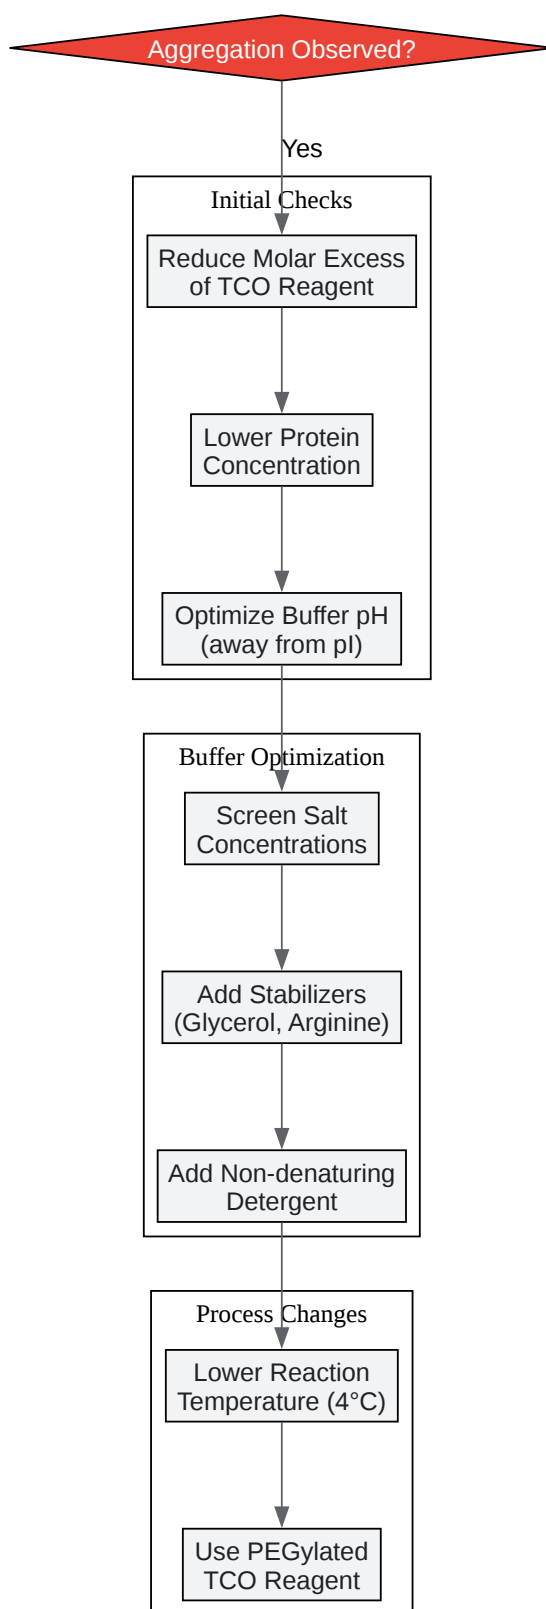 Aggregation Observed?
Yes
Initial Checks
Reduce Molar Excess
of TCO Reagent
Lower Protein
Concentration
Optimize Buffer pH
(away from pI)
Buffer Optimization
Screen Salt
Concentrations
Add Stabilizers
(Glycerol, Arginine)
Add Non-denaturing
Detergent
Process Changes
Lower Reaction
Temperature (4°C)
Use PEGylated
TCO Reagent